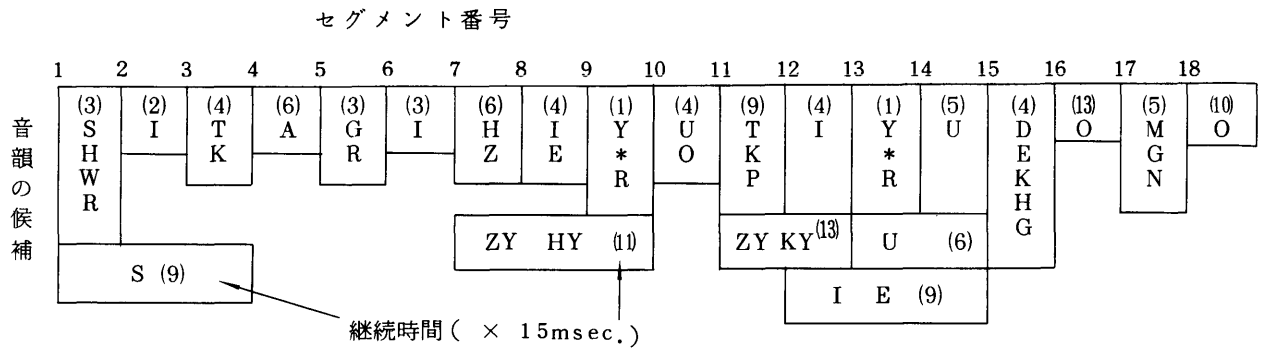 セグメント番号
1 2 3 4 5 6 7 8 9 10 11 12 13 14 15 16 17 18
音韻の候補
(3) (2) (4) (6) (3) (3) (6) (4) (1) (4) (9) (4) (1) (5) (4) (13) (5) (10)
S I T A G I H I Y U T I Y U D O M O
H K R Z E * O K * E G
W R P R K N
R H
G
ZY HY (11) ZY KY(13) U (6)
S (9)
I E (9)
継続時間( × 15msec.)